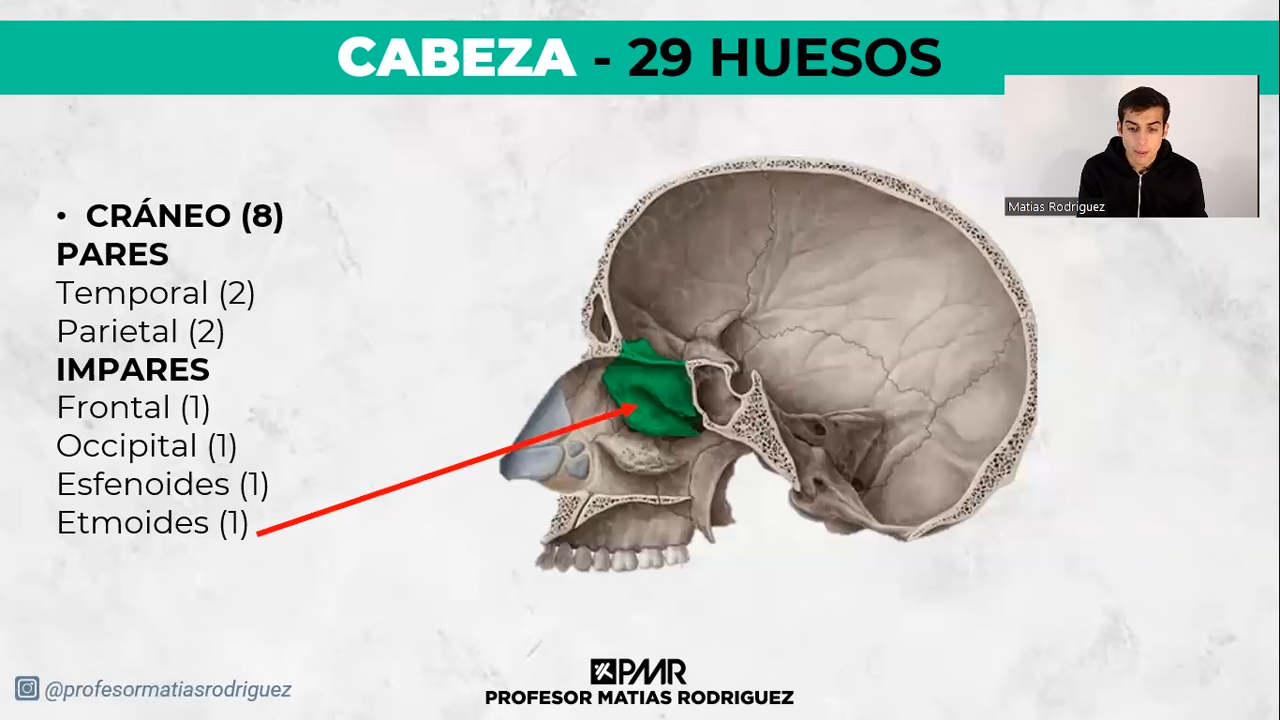 CABEZA - 29 HUESOS
Matias Rodriguez
• CRÁNEO (8)
PARES
Temporal (2)
Parietal (2)
IMPARES
Frontal (1)
Occipital (1)
Esfenoides (1)
Etmoides (1)
@profesormatiasrodriguez
PMR
PROFESOR MATIAS RODRIGUEZ